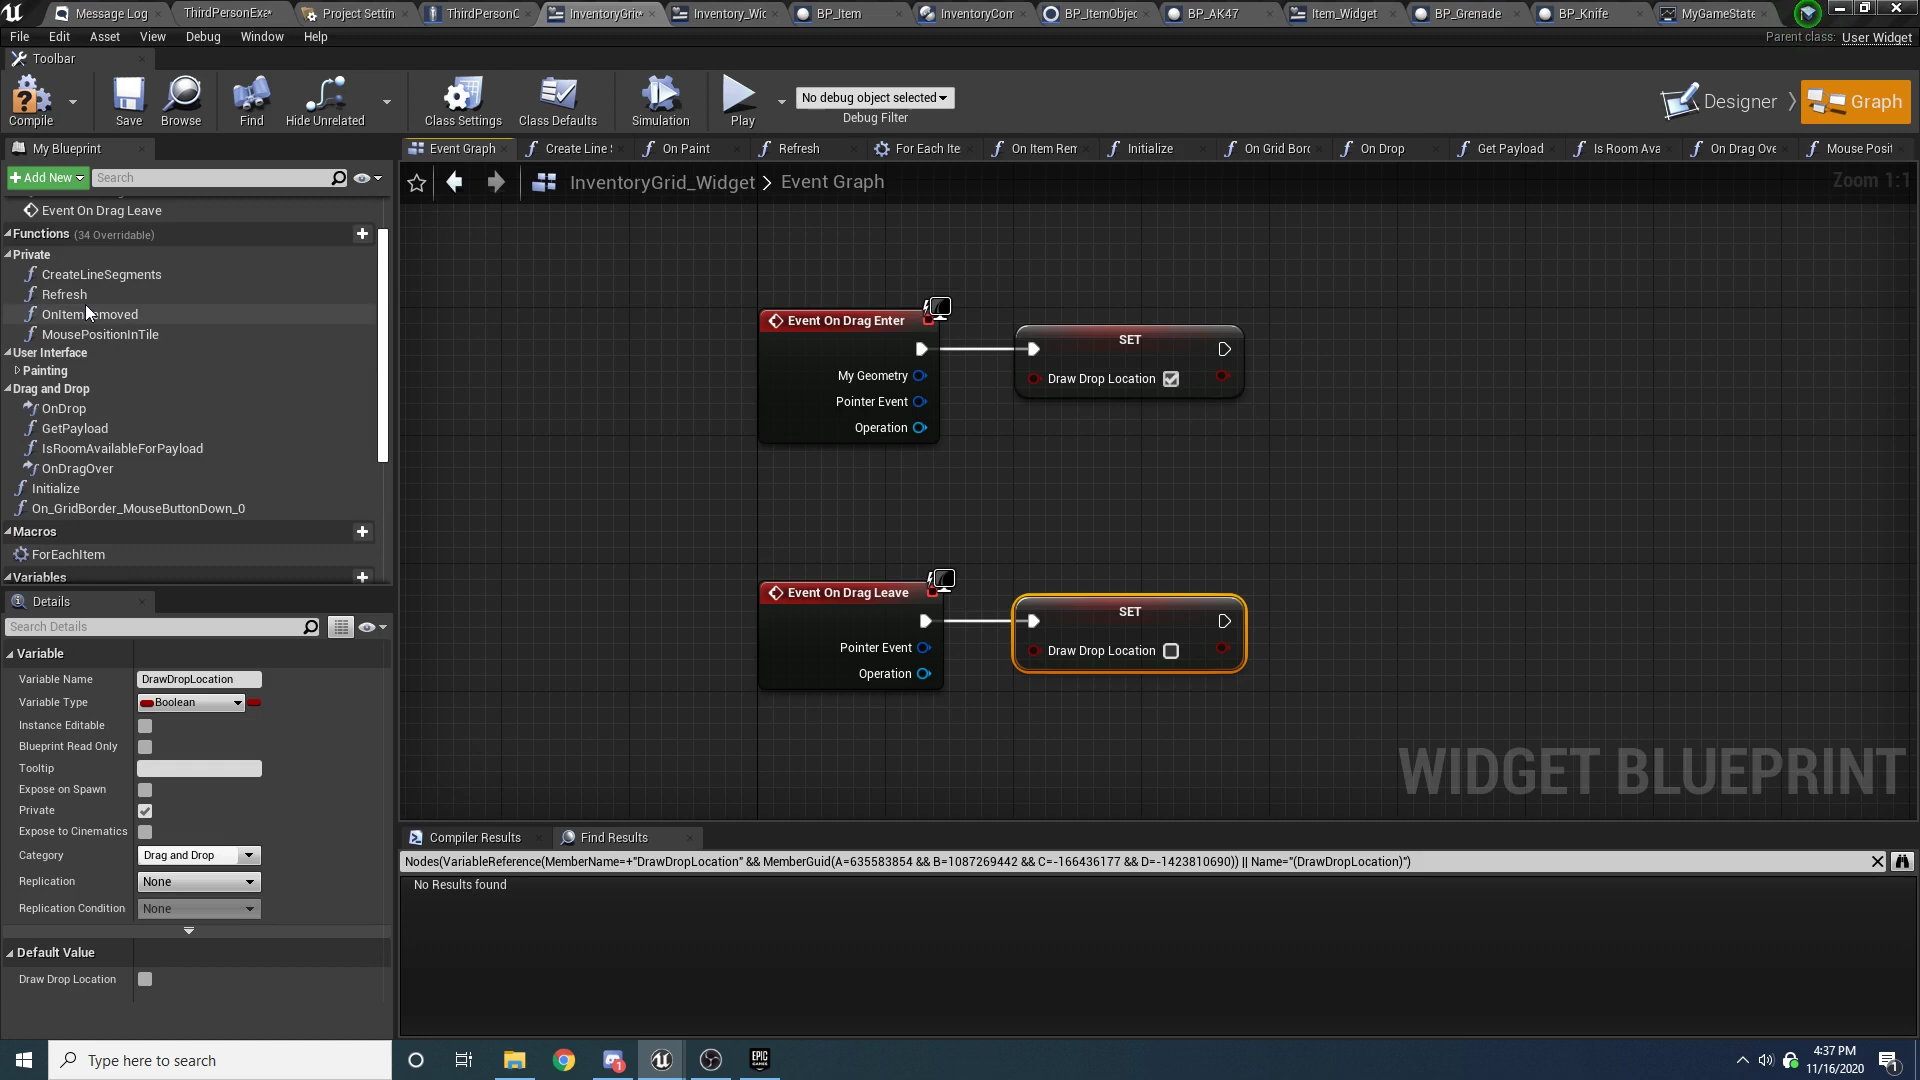 Message Log
ThirdPersonExa*
Project Settin
ThirdPersonC
InventoryGri*
Inventory_Wid
BP_Item
InventoryCom
BP_ItemObjec
BP_AK47
Item_Widget
BP_Grenade
BP_Knife
MyGameState
File
Edit
Asset
View
Debug
Window
Help
Parent class: User Widget
Toolbar
Compile
Save
Browse
Find
Hide Unrelated
Class Settings
Class Defaults
Simulation
Play
No debug object selected
Debug Filter
Designer
Graph
My Blueprint
Event Graph
Create Line
On Paint
Refresh
For Each Ite
On Item Rem
Initialize
On Grid Bor
On Drop
Get Payload
Is Room Ava
On Drag Ove
Mouse Posit
Add New
Search
InventoryGrid_Widget > Event Graph
Zoom 1:1
Event On Drag Leave
Functions (34 Overridable)
Private
CreateLineSegments
Refresh
MousePositionInTile
User Interface
Painting
Drag and Drop
OnDrop
GetPayload
IsRoomAvailableForPayload
OnDragOver
Initialize
On_GridBorder_MouseButtonDown_0
Macros
ForEachItem
Variables
Event On Drag Enter
My Geometry
Pointer Event
Operation
SET
Draw Drop Location
Event On Drag Leave
Pointer Event
Operation
SET
Draw Drop Location
WIDGET BLUEPRINT
Details
Search Details
Variable
Variable Name DrawDropLocation
Variable Type Boolean
Instance Editable
Blueprint Read Only
Tooltip
Expose on Spawn
Private
Expose to Cinematics
Category Drag and Drop
Replication None
Replication Condition None
Default Value
Draw Drop Location
Compiler Results
Find Results
Nodes(VariableReference(MemberName=+"DrawDropLocation" && MemberGuid(A=635583854 && B=1087269442 && C=-166436177 && D=-1423810690)) || Name="(DrawDropLocation)")
No Results found
Type here to search
EPIC GAMES
4:37 PM
11/16/2020